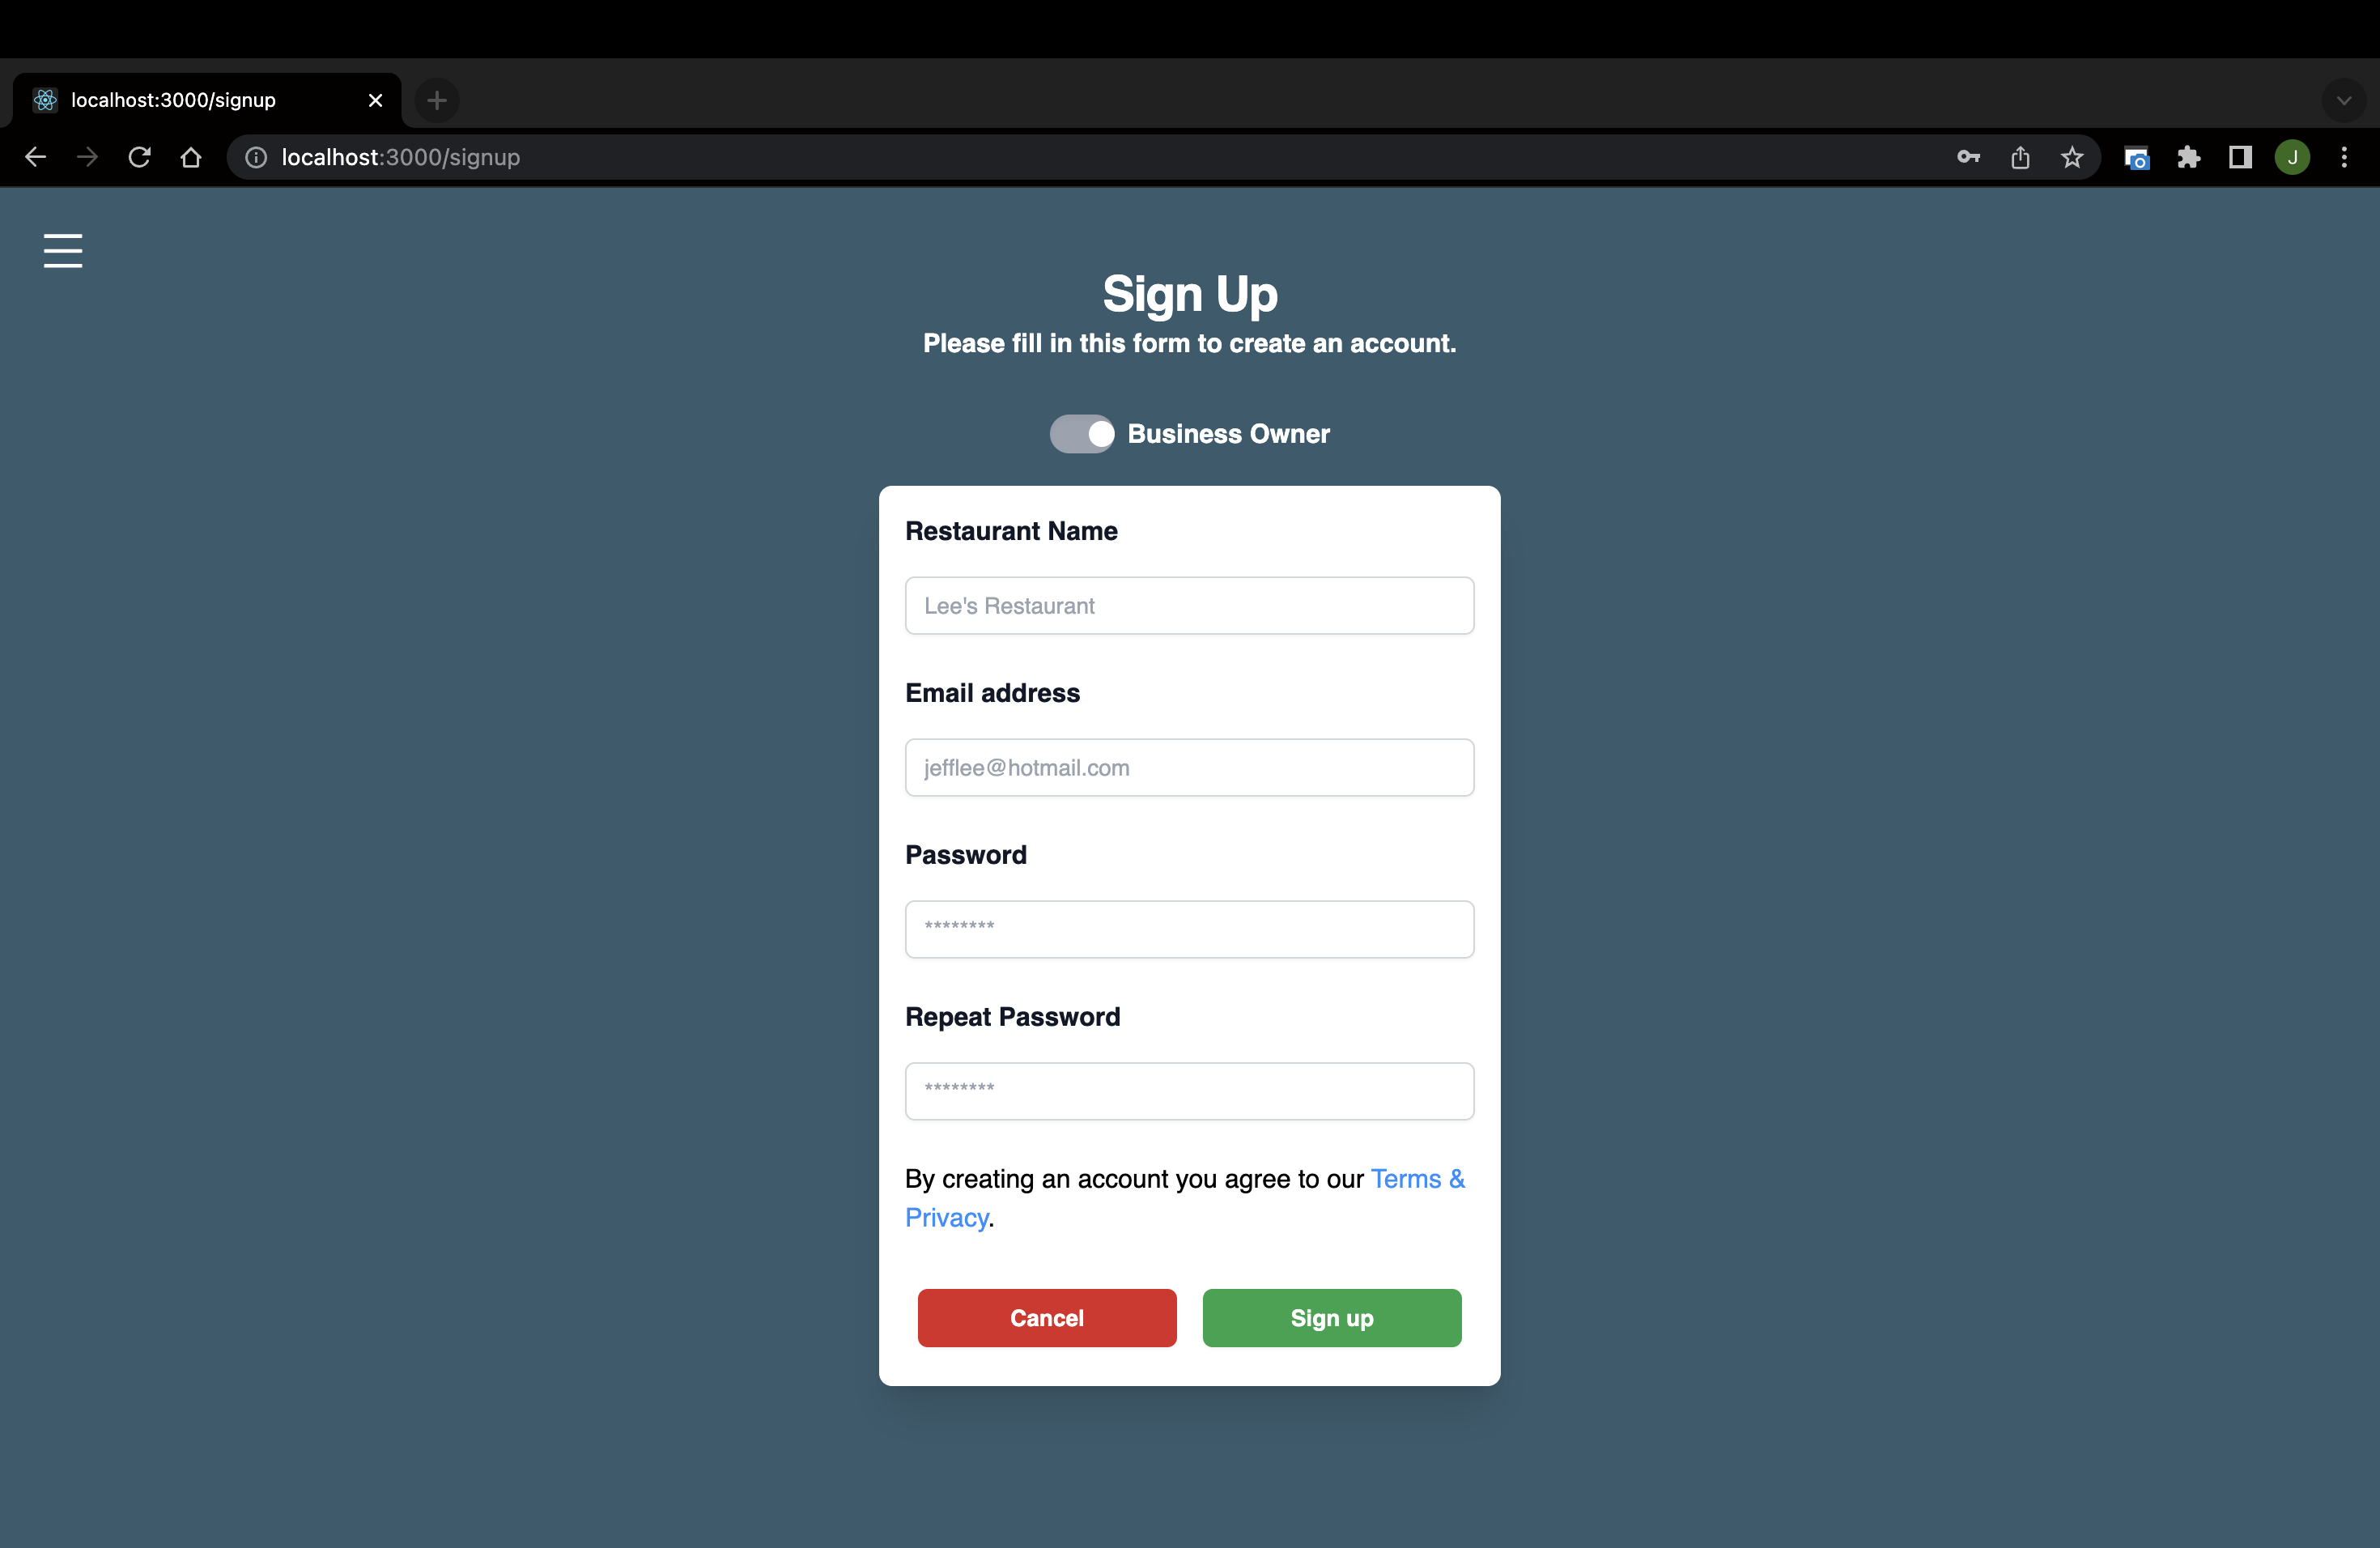 localhost:3000/signup
localhost:3000/signup
J
Sign Up
Please fill in this form to create an account.
Business Owner
Restaurant Name
Lee's Restaurant
Email address
jefflee@hotmail.com
Password
********
Repeat Password
********
By creating an account you agree to our Terms &
Privacy.
Cancel Sign up